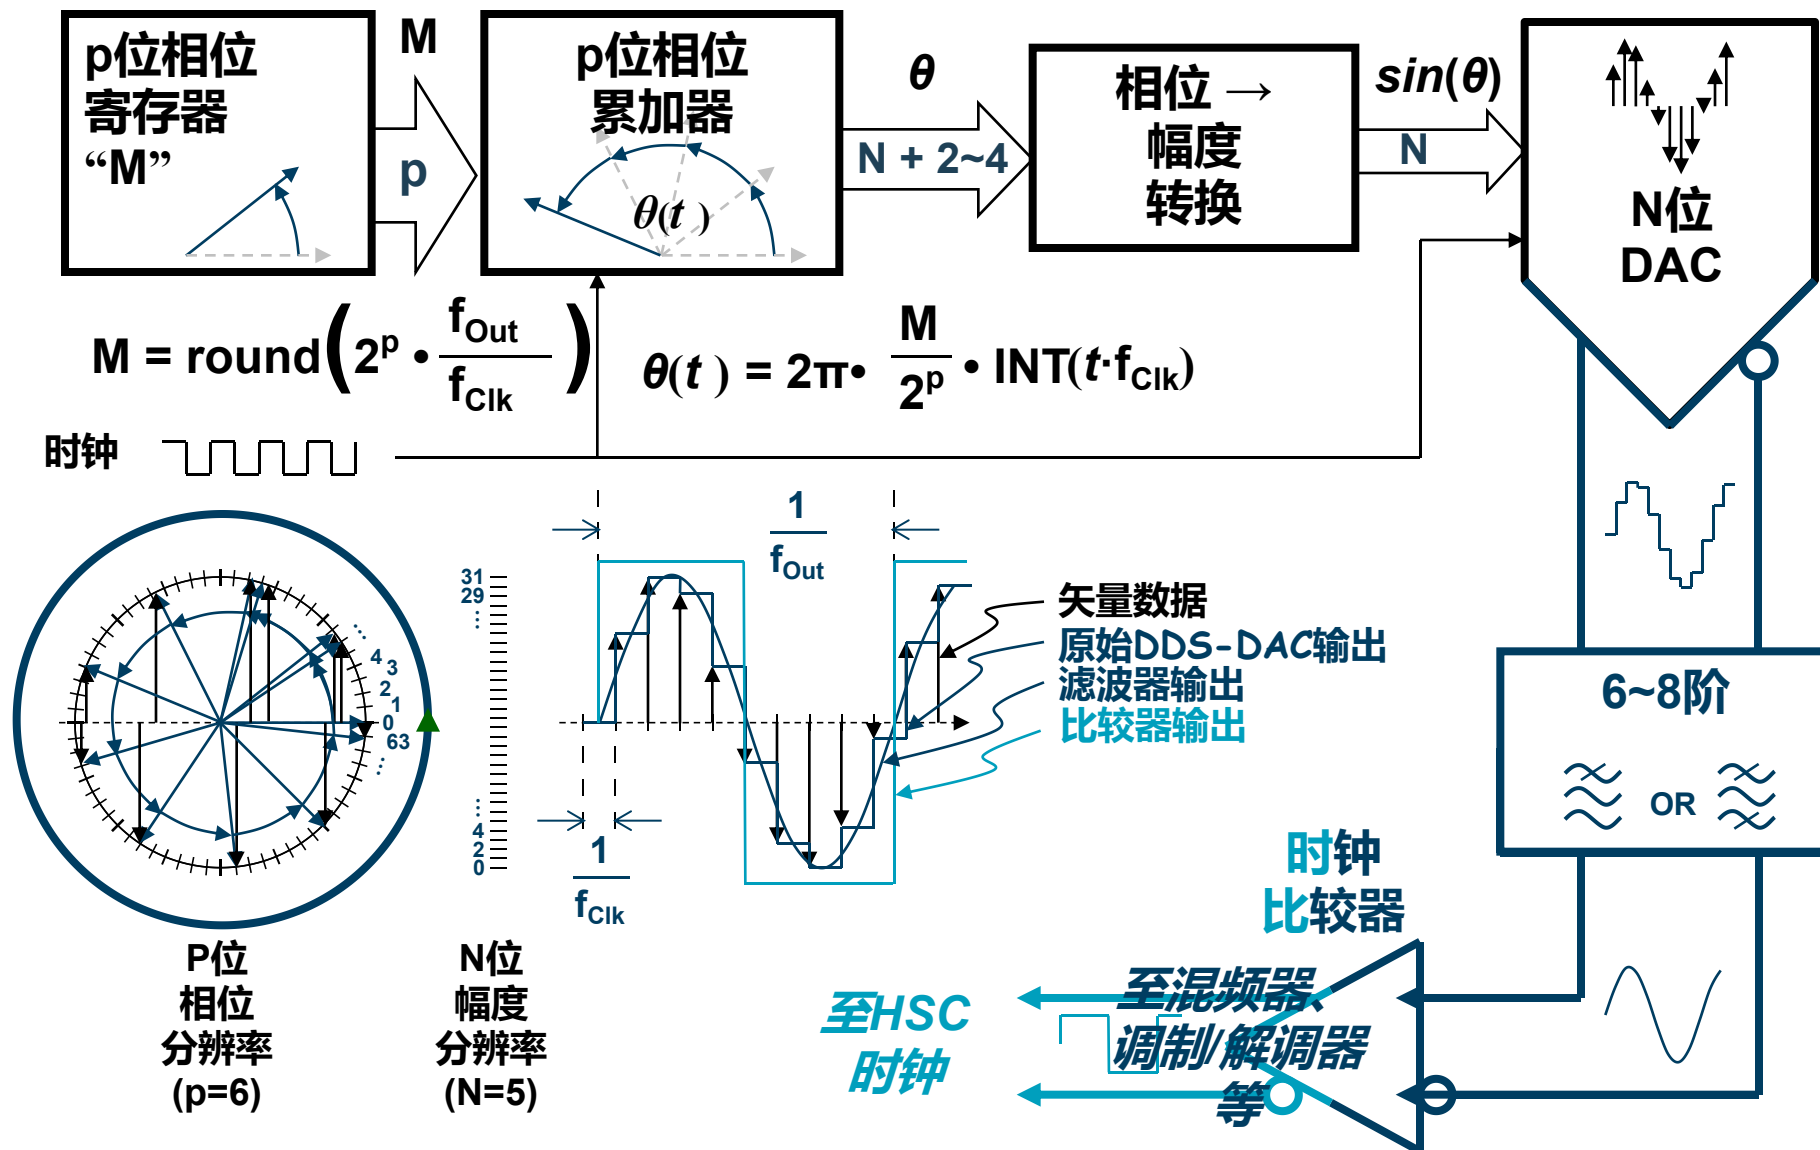 p位相位
寄存器
“M”
M
p
p位相位
累加器
θ(t )
θ
N + 2~4
相位 →
幅度
转换
sin(θ)
N
N位
DAC
M = round(2ᵖ • f_Out / f_Clk)
θ(t ) = 2π• M / 2ᵖ • INT(t·f_Clk)
时钟
1
f_Out
31
29
⋮
⋮
4
2
0
⋮
4
3
2
1
0
63
⋮
矢量数据
原始DDS-DAC输出
滤波器输出
比较器输出
1
f_Clk
6~8阶
OR
时钟
比较器
P位
相位
分辨率
(p=6)
N位
幅度
分辨率
(N=5)
至HSC
时钟
至混频器、
调制/解调器
等